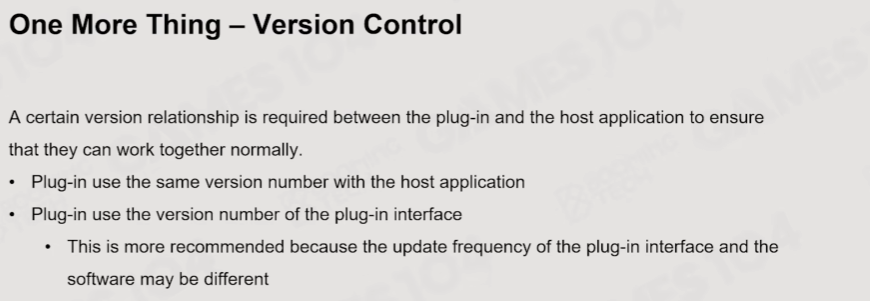 One More Thing – Version Control
A certain version relationship is required between the plug-in and the host application to ensure
that they can work together normally.
• Plug-in use the same version number with the host application
• Plug-in use the version number of the plug-in interface
• This is more recommended because the update frequency of the plug-in interface and the
software may be different